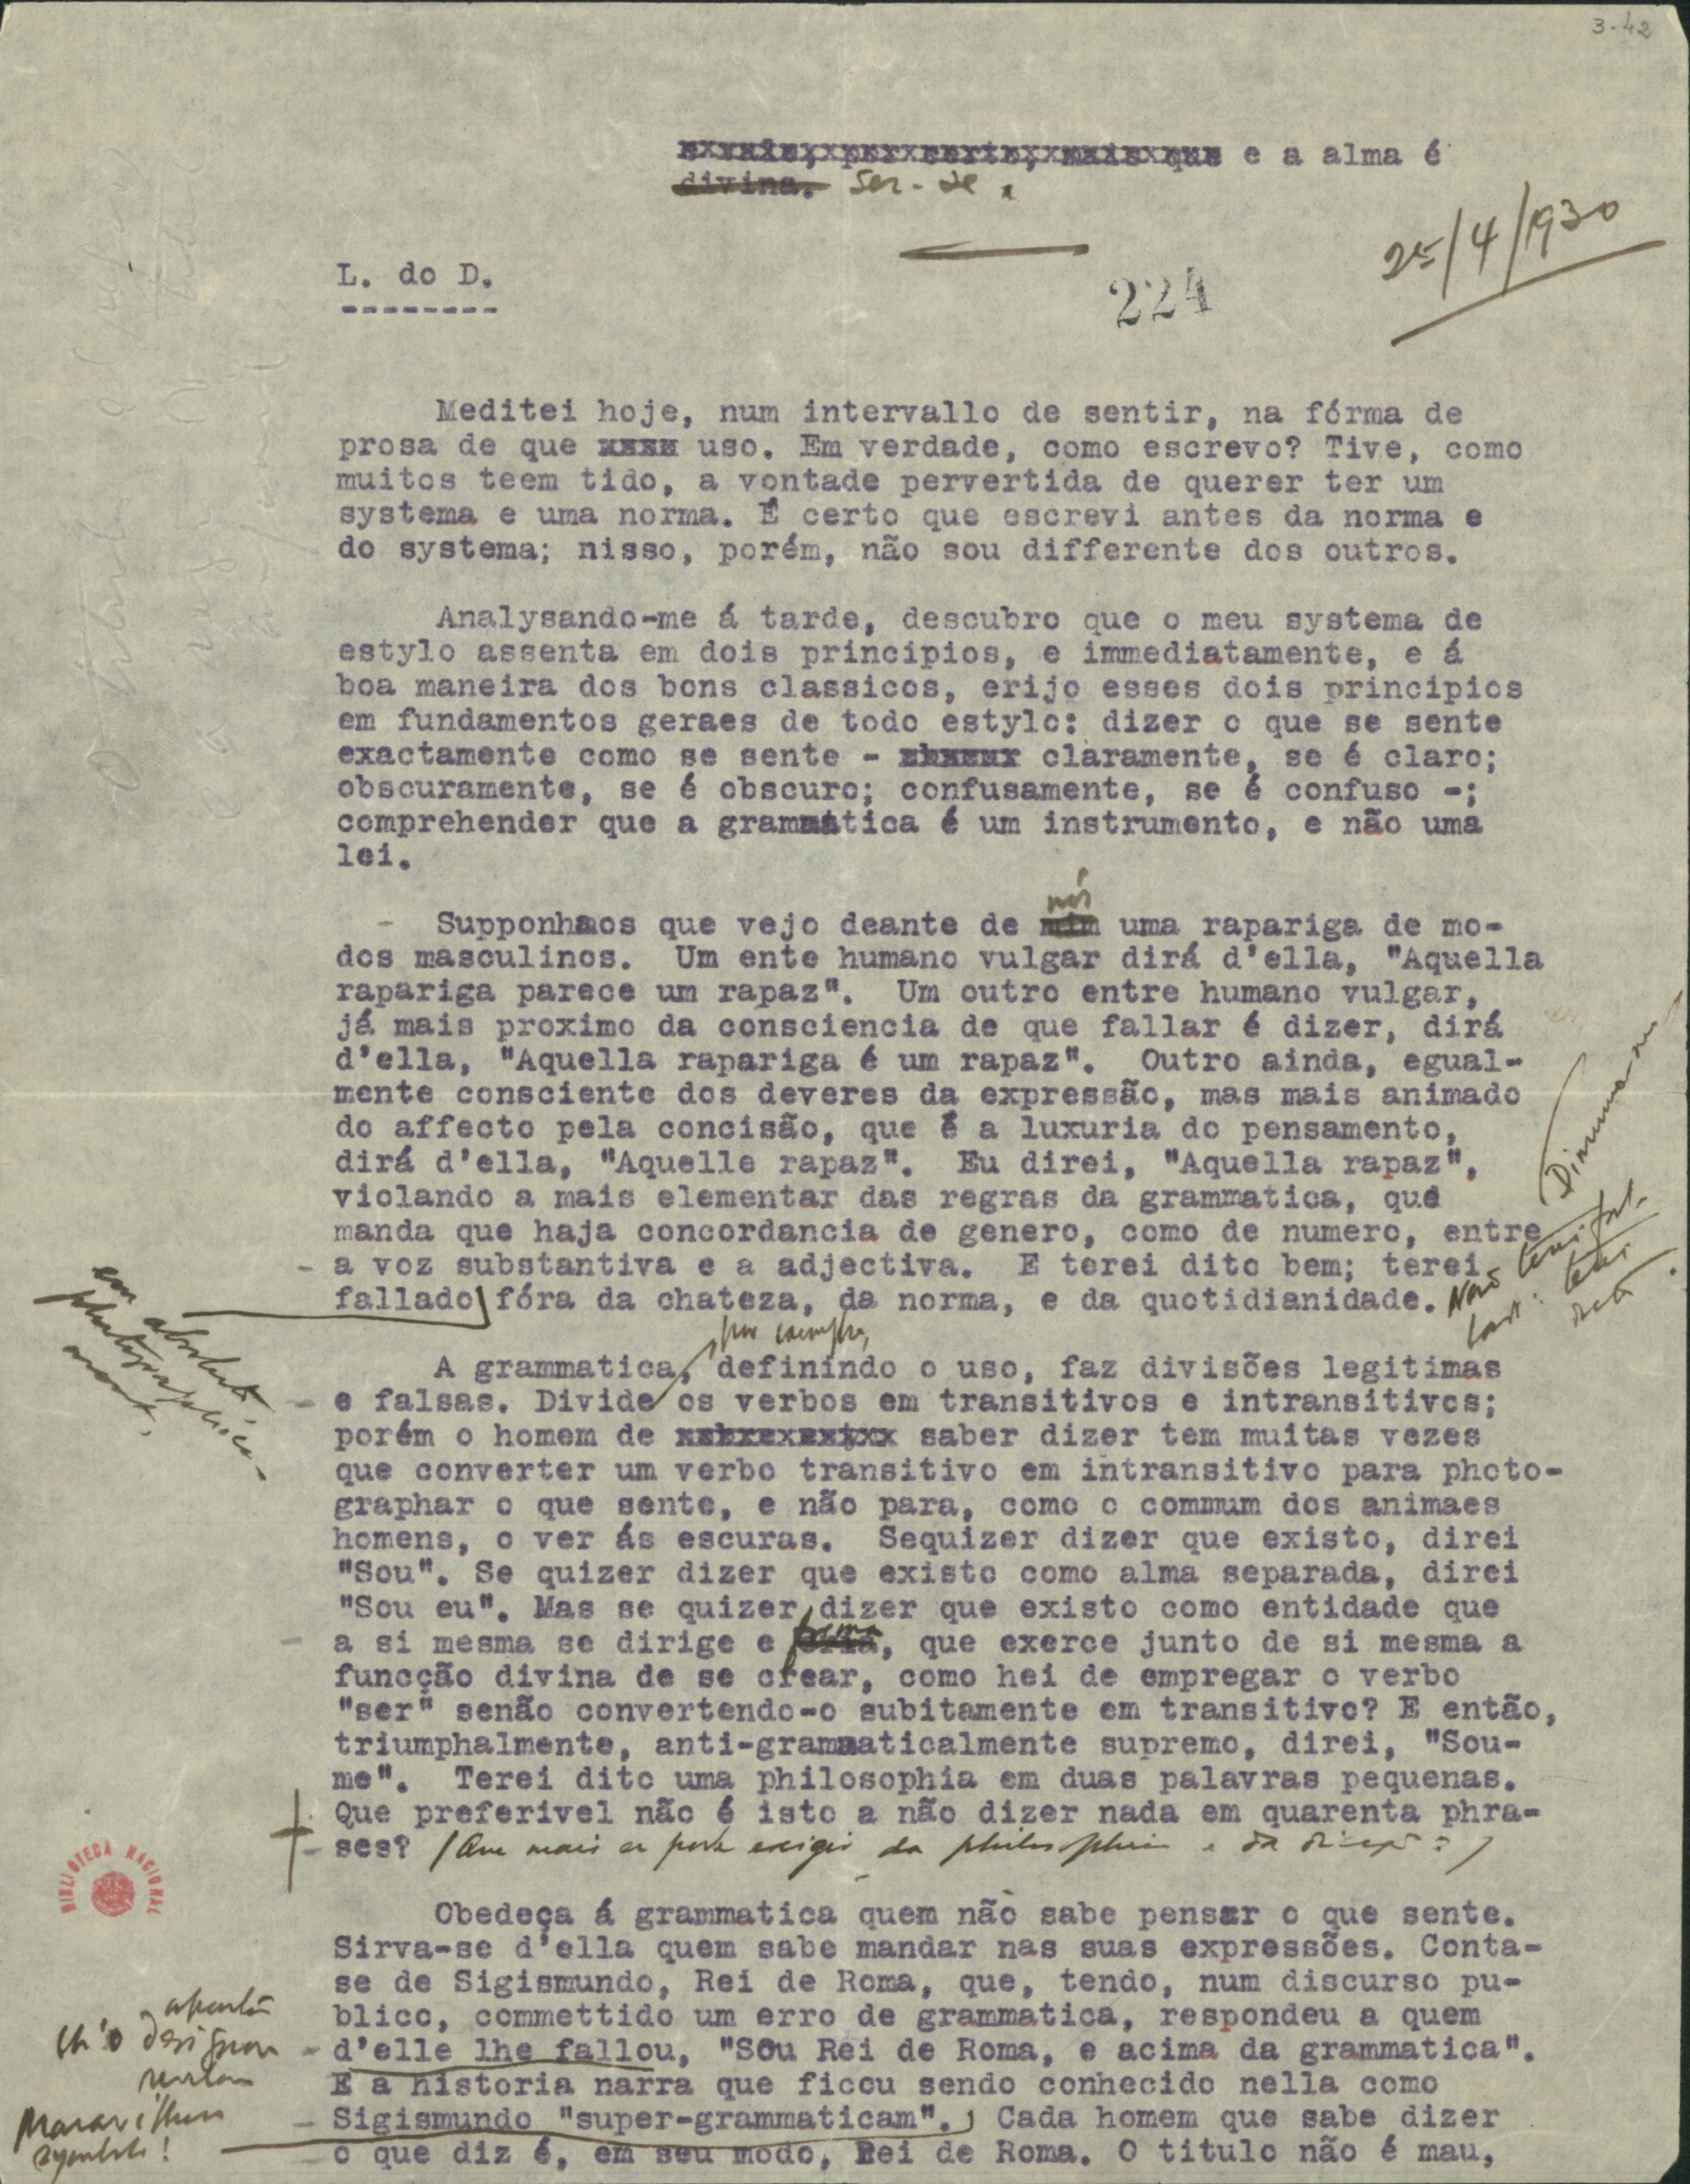 3-42
e a alma é
divina. ser-se.
25/4/1930
L. do D.
224
Meditei hoje, num intervallo de sentir, na fórma de
prosa de que uso. Em verdade, como escrevo? Tive, como
muitos teem tido, a vontade pervertida de querer ter um
systema e uma norma. É certo que escrevi antes da norma e
do systema; nisso, porém, não sou differente dos outros.
Analysando-me á tarde, descubro que o meu systema de
estylo assenta em dois principios, e immediatamente, e á
boa maneira dos bons classicos, erijo esses dois principios
em fundamentos geraes de todo estylo: dizer o que se sente
exactamente como se sente - claramente, se é claro;
obscuramente, se é obscuro; confusamente, se é confuso -;
comprehender que a grammatica é um instrumento, e não uma
lei.
nós
Supponhaos que vejo deante de mim uma rapariga de mo-
dos masculinos. Um ente humano vulgar dirá d'ella, "Aquella
rapariga parece um rapaz". Um outro entre humano vulgar,
já mais proximo da consciencia de que fallar é dizer, dirá
d'ella, "Aquella rapariga é um rapaz". Outro ainda, egual-
mente consciente dos deveres da expressão, mas mais animado
do affecto pela concisão, que é a luxuria do pensamento,
dirá d'ella, "Aquelle rapaz". Eu direi, "Aquella rapaz",
violando a mais elementar das regras da grammatica, que
manda que haja concordancia de genero, como de numero, entre
a voz substantiva e a adjectiva. E terei dito bem; terei
fallado fóra da chateza, da norma, e da quotidianidade.
Não terei
terei
em absoluto,
photographica-
mente,
por exemplo,
A grammatica, definindo o uso, faz divisões legitimas
e falsas. Divide os verbos em transitivos e intransitivos;
porém o homem de saber dizer tem muitas vezes
que converter um verbo transitivo em intransitivo para photo-
graphar o que sente, e não para, como o commum dos animaes
homens, o ver ás escuras. Sequizer dizer que existo, direi
"Sou". Se quizer dizer que existo como alma separada, direi
"Sou eu". Mas se quizer dizer que existo como entidade que
a si mesma se dirige e forma, que exerce junto de si mesma a
funcção divina de se crear, como hei de empregar o verbo
"ser" senão convertendo-o subitamente em transitivo? E então,
triumphalmente, anti-grammaticalmente supremo, direi, "Sou-
me". Terei dito uma philosophia em duas palavras pequenas.
Que preferivel não é isto a não dizer nada em quarenta phra-
ses? (Que mais se pode exigir da philosophia e da dicção?)
BIBLIOTECA NACIONAL
Obedeça á grammatica quem não sabe pensar o que sente.
Sirva-se d'ella quem sabe mandar nas suas expressões. Conta-
se de Sigismundo, Rei de Roma, que, tendo, num discurso pu-
blico, commettido um erro de grammatica, respondeu a quem
d'elle lhe fallou, "Sou Rei de Roma, e acima da grammatica".
E a historia narra que ficou sendo conhecido nella como
Sigismundo "super-grammaticam". Cada homem que sabe dizer
o que diz é, em seu modo, Rei de Roma. O titulo não é mau,
Maravilhoso
symbolo!